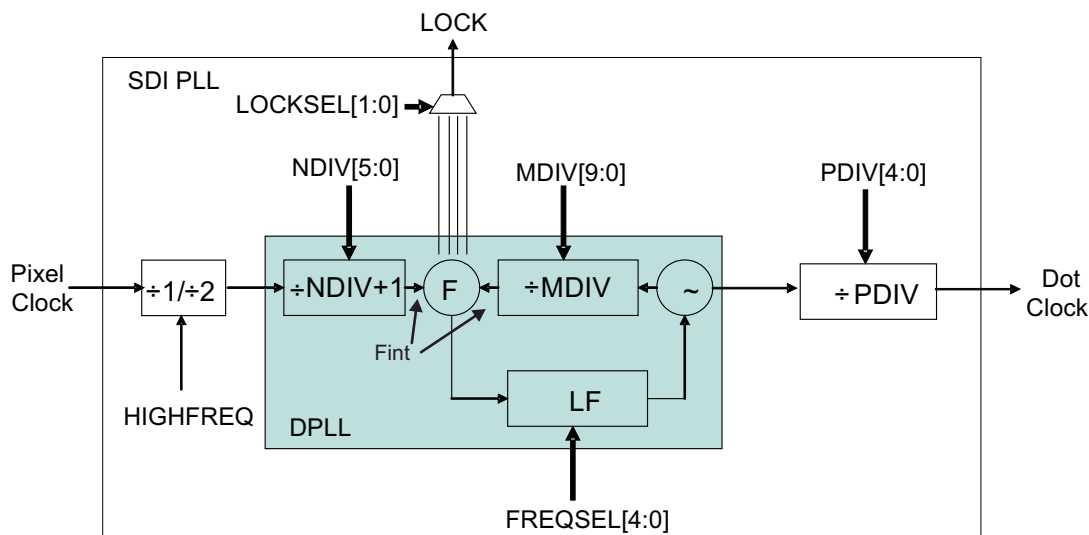 LOCK
SDI PLL
LOCKSEL[1:0]
NDIV[5:0]
MDIV[9:0]
PDIV[4:0]
Pixel
Clock
÷1/÷2
÷NDIV+1
F
÷MDIV
~
÷PDIV
Dot
Clock
Fint
HIGHFREQ
LF
DPLL
FREQSEL[4:0]